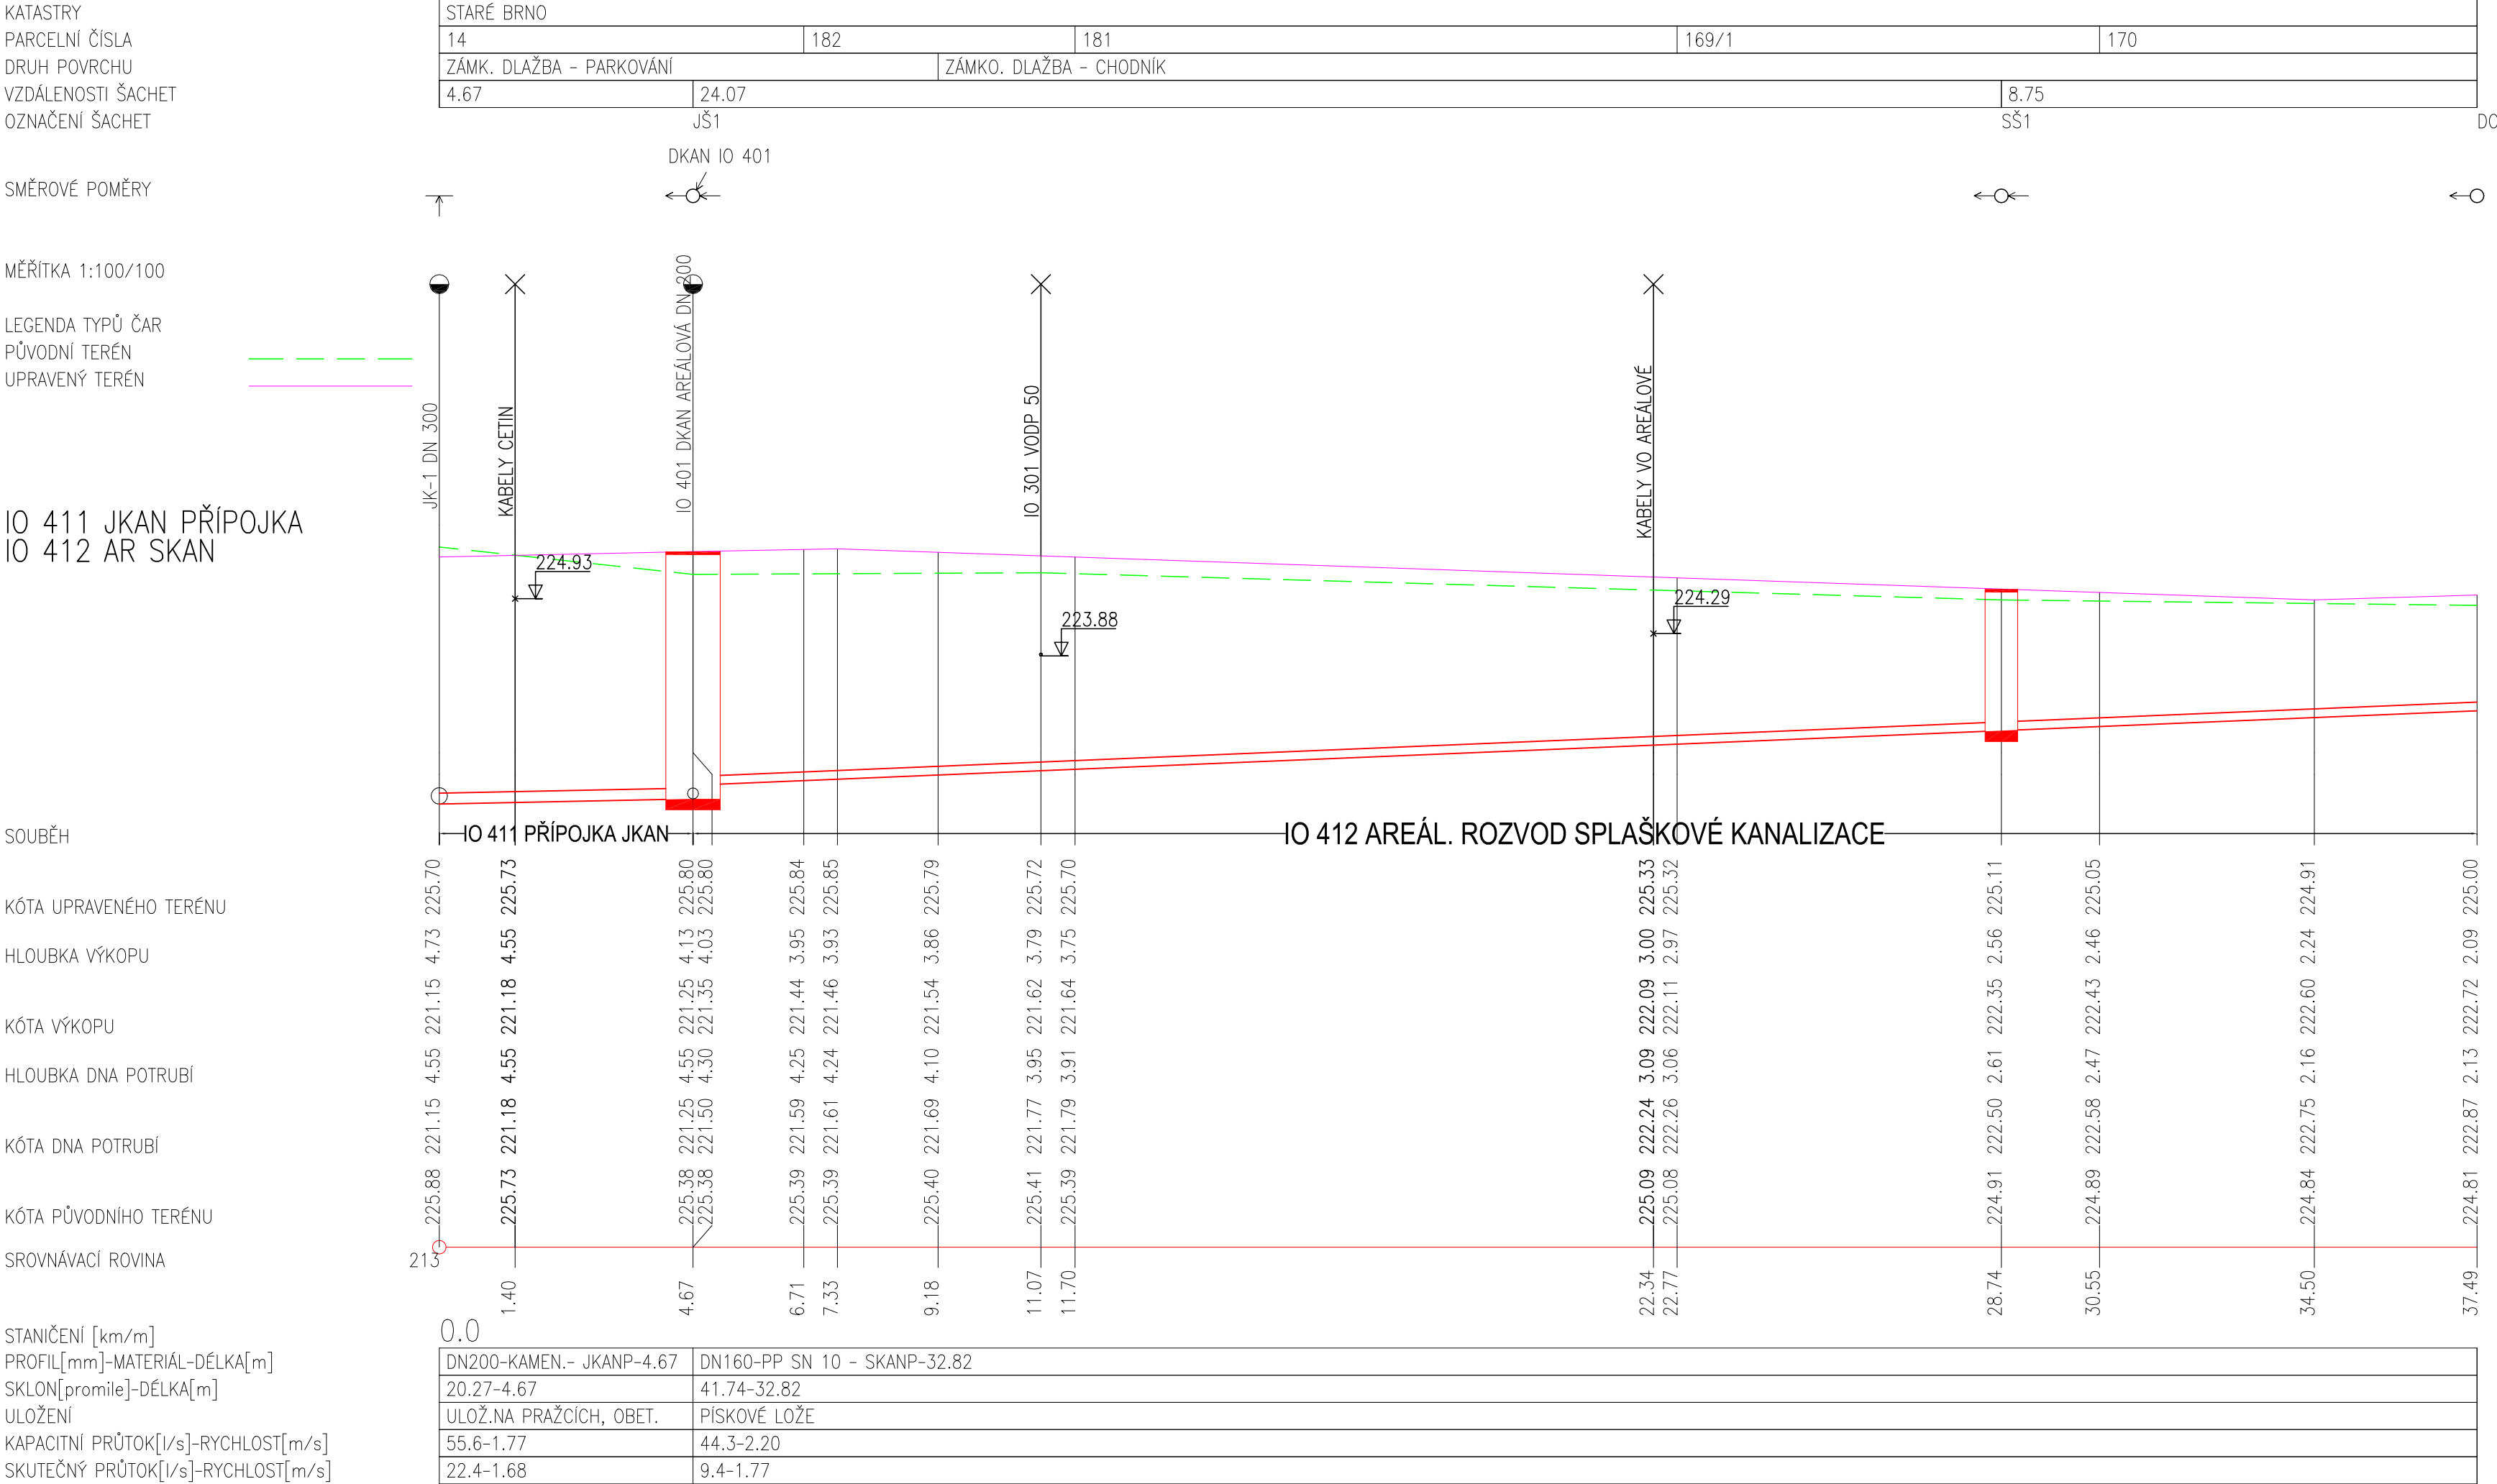 KATASTRY STARÉ BRNO
PARCELNÍ ČÍSLA 14 182 181 169/1 170
DRUH POVRCHU ZÁMK. DLAŽBA - PARKOVÁNÍ ZÁMKO. DLAŽBA - CHODNÍK
VZDÁLENOSTI ŠACHET 4.67 24.07 8.75
OZNAČENÍ ŠACHET JŠ1 SŠ1
DKAN IO 401
SMĚROVÉ POMĚRY
MĚŘÍTKA 1:100/100
LEGENDA TYPŮ ČAR
PŮVODNÍ TERÉN
UPRAVENÝ TERÉN
JK-1 DN 300
KABELY CETIN
IO 401 DKAN AREÁLOVÁ DN 200
IO 301 VODP 50
KABELY VO AREÁLOVÉ
IO 411 JKAN PŘÍPOJKA
IO 412 AR SKAN
224.93
223.88
224.29
SOUBĚH IO 411 PŘÍPOJKA JKAN IO 412 AREÁL. ROZVOD SPLAŠKOVÉ KANALIZACE
KÓTA UPRAVENÉHO TERÉNU 225.70 225.73 225.80 225.80 225.84 225.85 225.79 225.72 225.70 225.33 225.32 225.11 225.05 224.91 225.00
HLOUBKA VÝKOPU 4.73 4.55 4.13 4.03 3.95 3.93 3.86 3.79 3.75 3.00 2.97 2.56 2.46 2.24 2.09
KÓTA VÝKOPU 221.15 221.18 221.25 221.35 221.44 221.46 221.54 221.62 221.64 222.09 222.11 222.35 222.43 222.60 222.72
HLOUBKA DNA POTRUBÍ 4.55 4.55 4.55 4.30 4.25 4.24 4.10 3.95 3.91 3.09 3.06 2.61 2.47 2.16 2.13
KÓTA DNA POTRUBÍ 221.15 221.18 221.25 221.50 221.59 221.61 221.69 221.77 221.79 222.24 222.26 222.50 222.58 222.75 222.87
KÓTA PŮVODNÍHO TERÉNU 225.88 225.73 225.38 225.38 225.39 225.39 225.40 225.41 225.39 225.09 225.08 224.91 224.89 224.84 224.81
SROVNÁVACÍ ROVINA 213
1.40 4.67 6.71 7.33 9.18 11.07 11.70 22.34 22.77 28.74 30.55 34.50 37.49
STANIČENÍ [km/m] 0.0
PROFIL[mm]-MATERIÁL-DÉLKA[m] DN200-KAMEN.- JKANP-4.67 DN160-PP SN 10 - SKANP-32.82
SKLON[promile]-DÉLKA[m] 20.27-4.67 41.74-32.82
ULOŽENÍ ULOŽ.NA PRAŽCÍCH, OBET. PÍSKOVÉ LOŽE
KAPACITNÍ PRŮTOK[l/s]-RYCHLOST[m/s] 55.6-1.77 44.3-2.20
SKUTEČNÝ PRŮTOK[l/s]-RYCHLOST[m/s] 22.4-1.68 9.4-1.77